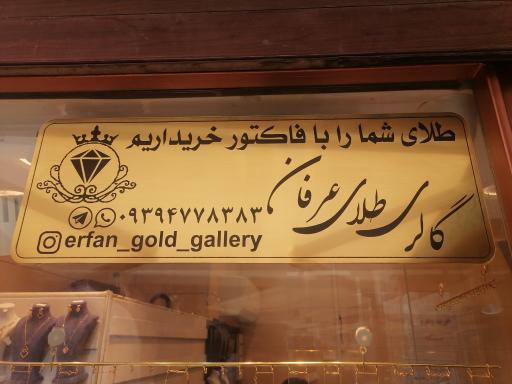 طلای شما را با فاکتور خریداریم
گالری طلای عرفان
۰۹۳۹۴۷۷۸۳۸۳
erfan_gold_gallery